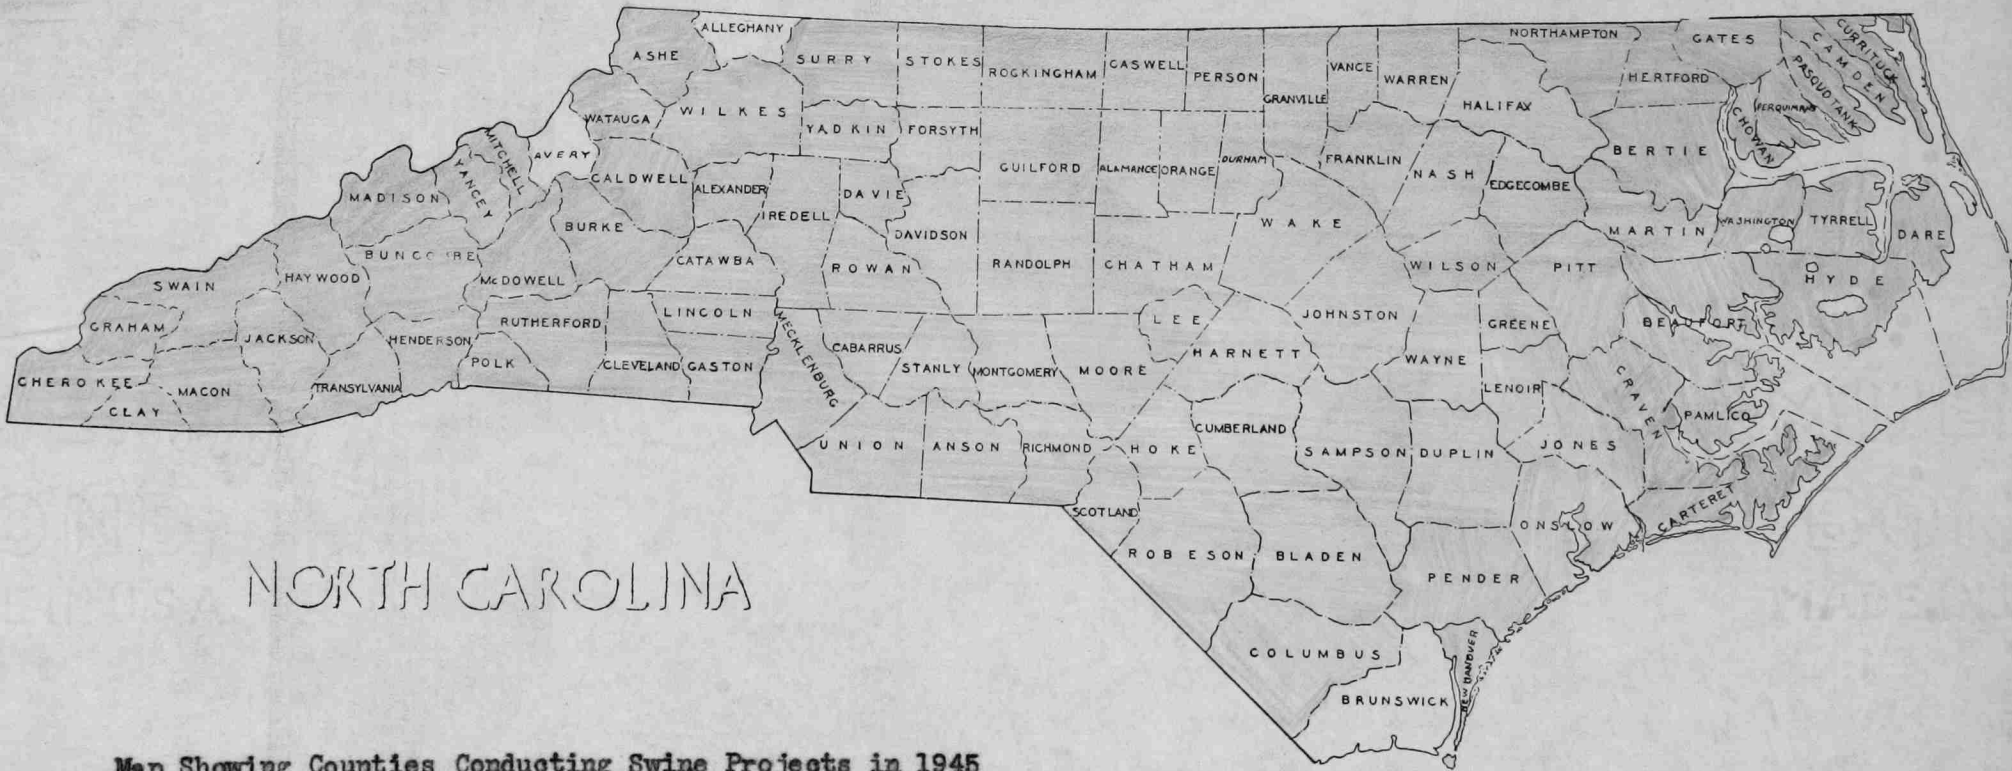 ALLEGHANY
ASHE
SURRY
STOKES
ROCKINGHAM
CASWELL
PERSON
GRANVILLE
VANCE
WARREN
NORTHAMPTON
GATES
CURRITUCK
CAMDEN
PASQUOTANK
PERQUIMANS
CHOWAN
HERTFORD
HALIFAX
WATAUGA
WILKES
YADKIN
FORSYTH
GUILFORD
ALAMANCE
ORANGE
DURHAM
FRANKLIN
NASH
EDGECOMBE
BERTIE
MITCHELL
AVERY
YANCEY
MADISON
CALDWELL
ALEXANDER
IREDELL
DAVIE
DAVIDSON
WAKE
MARTIN
WASHINGTON
TYRRELL
DARE
BURKE
McDOWELL
HAYWOOD
SWAIN
CATAWBA
ROWAN
RANDOLPH
CHATHAM
WILSON
PITT
HYDE
GRAHAM
JACKSON
HENDERSON
RUTHERFORD
LINCOLN
MECKLENBURG
CABARRUS
STANLY
MONTGOMERY
MOORE
LEE
HARNETT
JOHNSTON
WAYNE
GREENE
BEAUFORT
CHEROKEE
CLAY
MACON
TRANSYLVANIA
POLK
CLEVELAND
GASTON
LENOIR
CRAVEN
PAMLICO
UNION
ANSON
RICHMOND
HOKE
CUMBERLAND
SAMPSON
DUPLIN
JONES
SCOTLAND
ROBESON
BLADEN
PENDER
ONSLOW
CARTERET
COLUMBUS
BRUNSWICK
NEW HANOVER
NORTH CAROLINA
Map Showing Counties Conducting Swine Projects in 1945